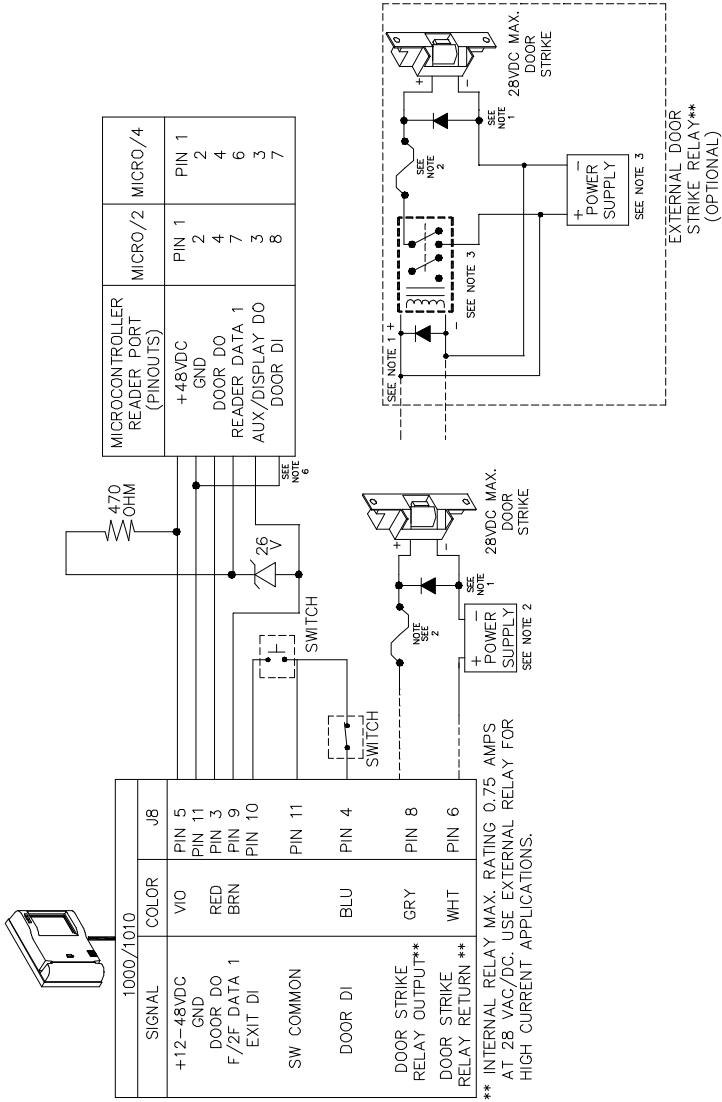 1000/1010
SIGNAL COLOR J8
+12-48VDC VIO PIN 5
GND PIN 11
DOOR DO RED PIN 3
F/2F DATA 1 BRN PIN 9
EXIT DI PIN 10
SW COMMON PIN 11
DOOR DI BLU PIN 4
DOOR STRIKE
RELAY OUTPUT** GRY PIN 8
DOOR STRIKE
RELAY RETURN ** WHT PIN 6
** INTERNAL RELAY MAX. RATING 0.75 AMPS
AT 28 VAC/DC. USE EXTERNAL RELAY FOR
HIGH CURRENT APPLICATIONS.
SWITCH
SWITCH
470
OHM
26
V
MICROCONTROLLER
READER PORT
(PINOUTS)
MICRO/2 MICRO/4
+48VDC PIN 1 PIN 1
GND 2 2
DOOR DO 4 4
READER DATA 1 7 6
AUX/DISPLAY DO 3 3
DOOR DI 8 7
SEE
NOTE
6
NOTE
SEE
2
+
-
28VDC MAX.
DOOR
STRIKE
SEE
NOTE
1
+ -
POWER
SUPPLY
SEE NOTE 2
SEE NOTE 1
+
-
SEE NOTE 3
SEE
NOTE
2
+
-
28VDC MAX.
DOOR
STRIKE
SEE
NOTE
1
+ -
POWER
SUPPLY
SEE NOTE 3
EXTERNAL DOOR
STRIKE RELAY**
(OPTIONAL)